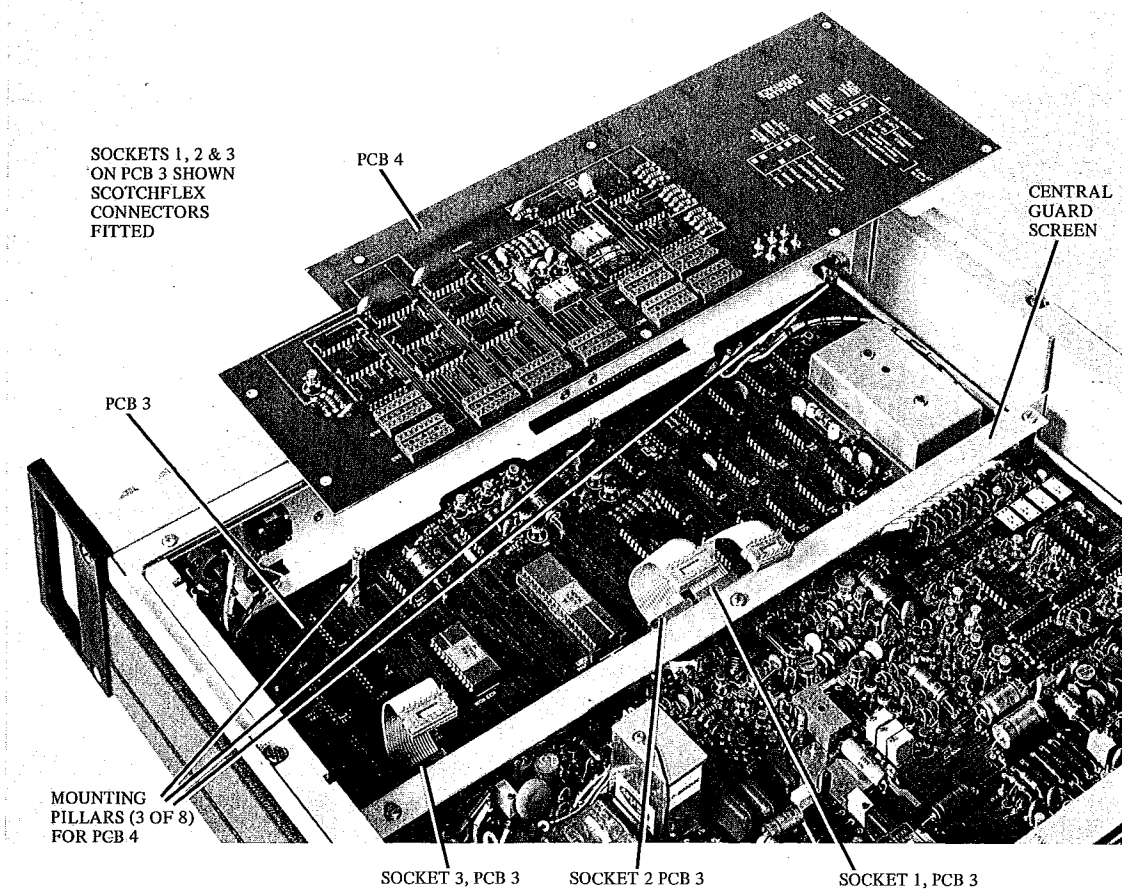 SOCKETS 1, 2 & 3
ON PCB 3 SHOWN
SCOTCHFLEX
CONNECTORS
FITTED
PCB 4
CENTRAL
GUARD
SCREEN
PCB 3
MOUNTING
PILLARS (3 OF 8)
FOR PCB 4
SOCKET 3, PCB 3
SOCKET 2 PCB 3
SOCKET 1, PCB 3